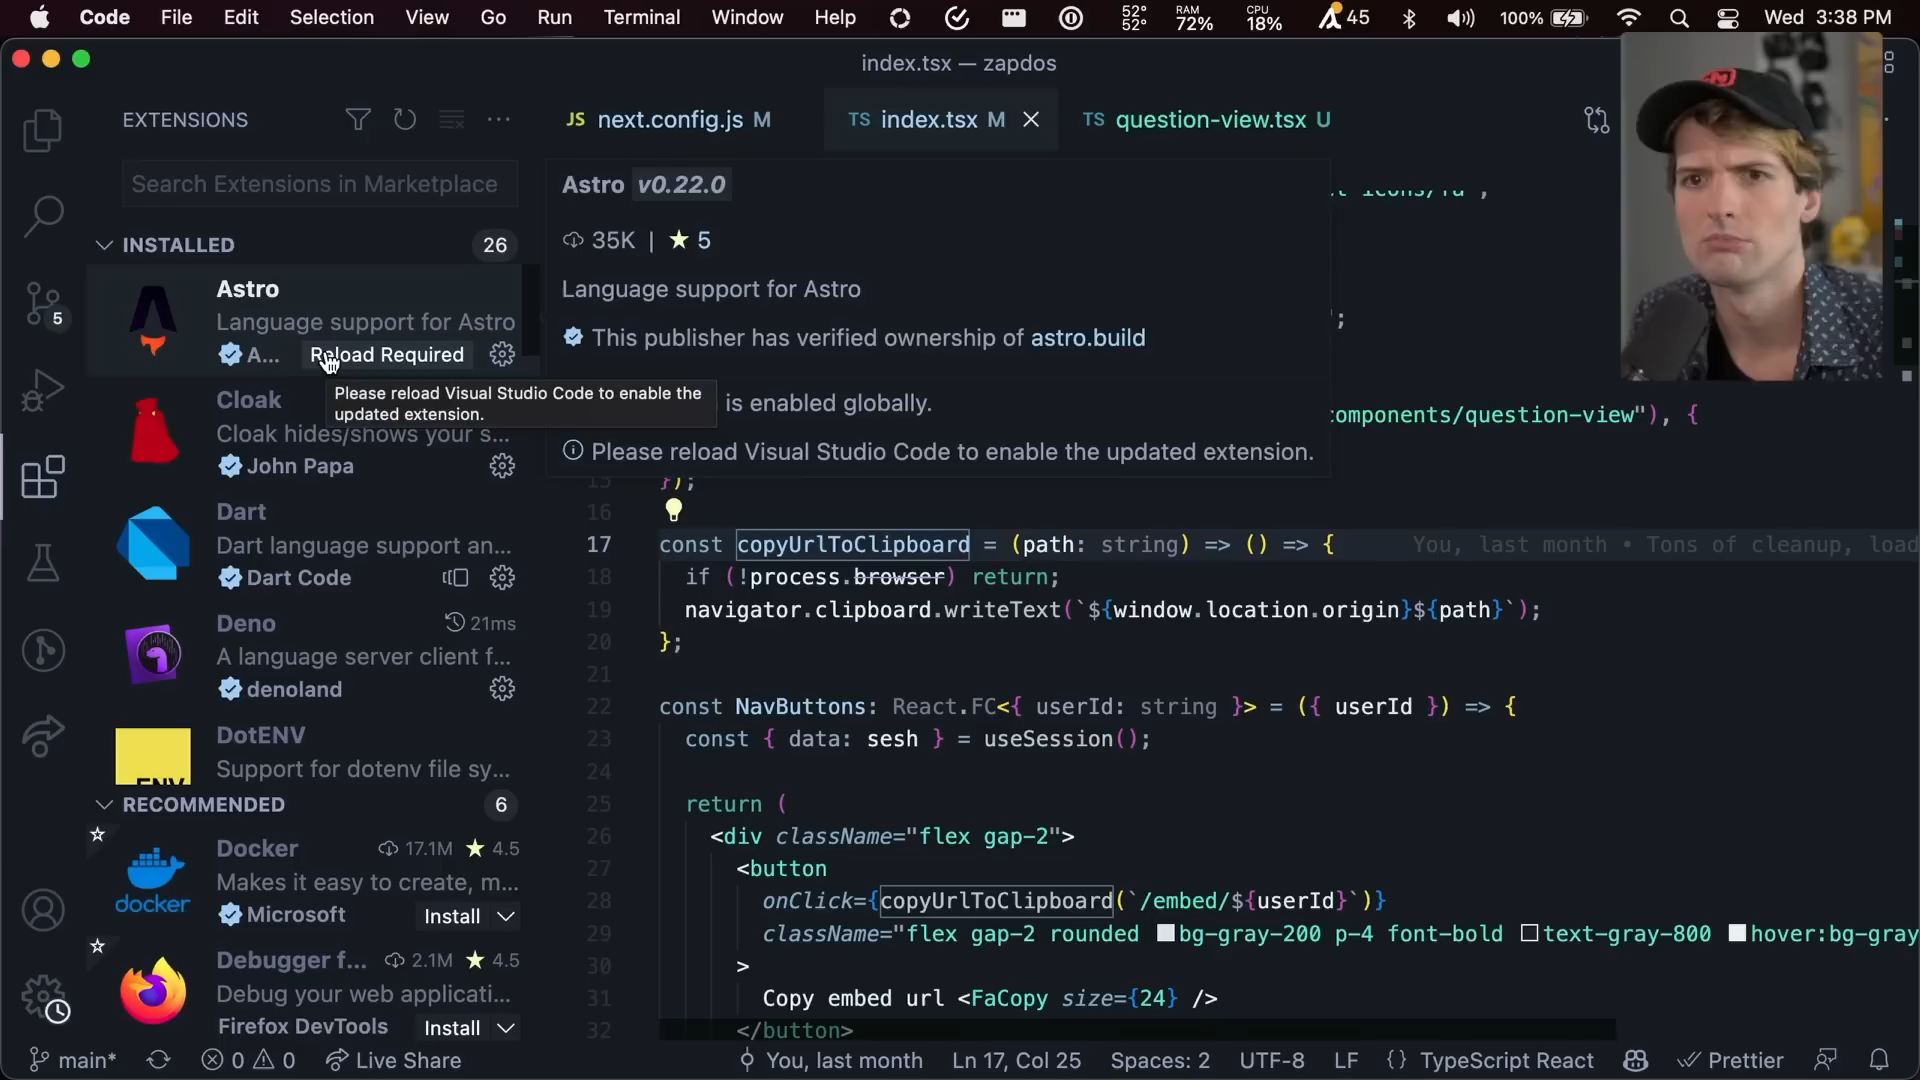 Code File Edit Selection View Go Run Terminal Window Help 52° 52° RAM 72% CPU 18% 45 100% Wed 3:38 PM
index.tsx — zapdos
EXTENSIONS
JS next.config.js M
TS index.tsx M
TS question-view.tsx U
Search Extensions in Marketplace
INSTALLED 26
Astro
Language support for Astro
A... Reload Required
Please reload Visual Studio Code to enable the
updated extension.
Cloak
Cloak hides/shows your s...
John Papa
Dart
Dart language support an...
Dart Code
Deno 21ms
A language server client f...
denoland
DotENV
Support for dotenv file sy...
ENV
RECOMMENDED 6
Docker 17.1M ★ 4.5
Makes it easy to create, m...
docker
Microsoft Install
Debugger f... 2.1M ★ 4.5
Debug your web applicati...
Firefox DevTools Install
5
Astro v0.22.0
35K | ★ 5
Language support for Astro
This publisher has verified ownership of astro.build
is enabled globally.
Please reload Visual Studio Code to enable the updated extension.
components/question-view"), {
15 });
16
17 const copyUrlToClipboard = (path: string) => () => { You, last month • Tons of cleanup, load
18 if (!process.browser) return;
19 navigator.clipboard.writeText(`${window.location.origin}${path}`);
20 };
21
22 const NavButtons: React.FC<{ userId: string }> = ({ userId }) => {
23 const { data: sesh } = useSession();
24
25 return (
26 <div className="flex gap-2">
27 <button
28 onClick={copyUrlToClipboard(`/embed/${userId}`)}
29 className="flex gap-2 rounded bg-gray-200 p-4 font-bold text-gray-800 hover:bg-gray
30 >
31 Copy embed url <FaCopy size={24} />
32 </button>
main* 0 0 Live Share You, last month Ln 17, Col 25 Spaces: 2 UTF-8 LF {} TypeScript React Prettier